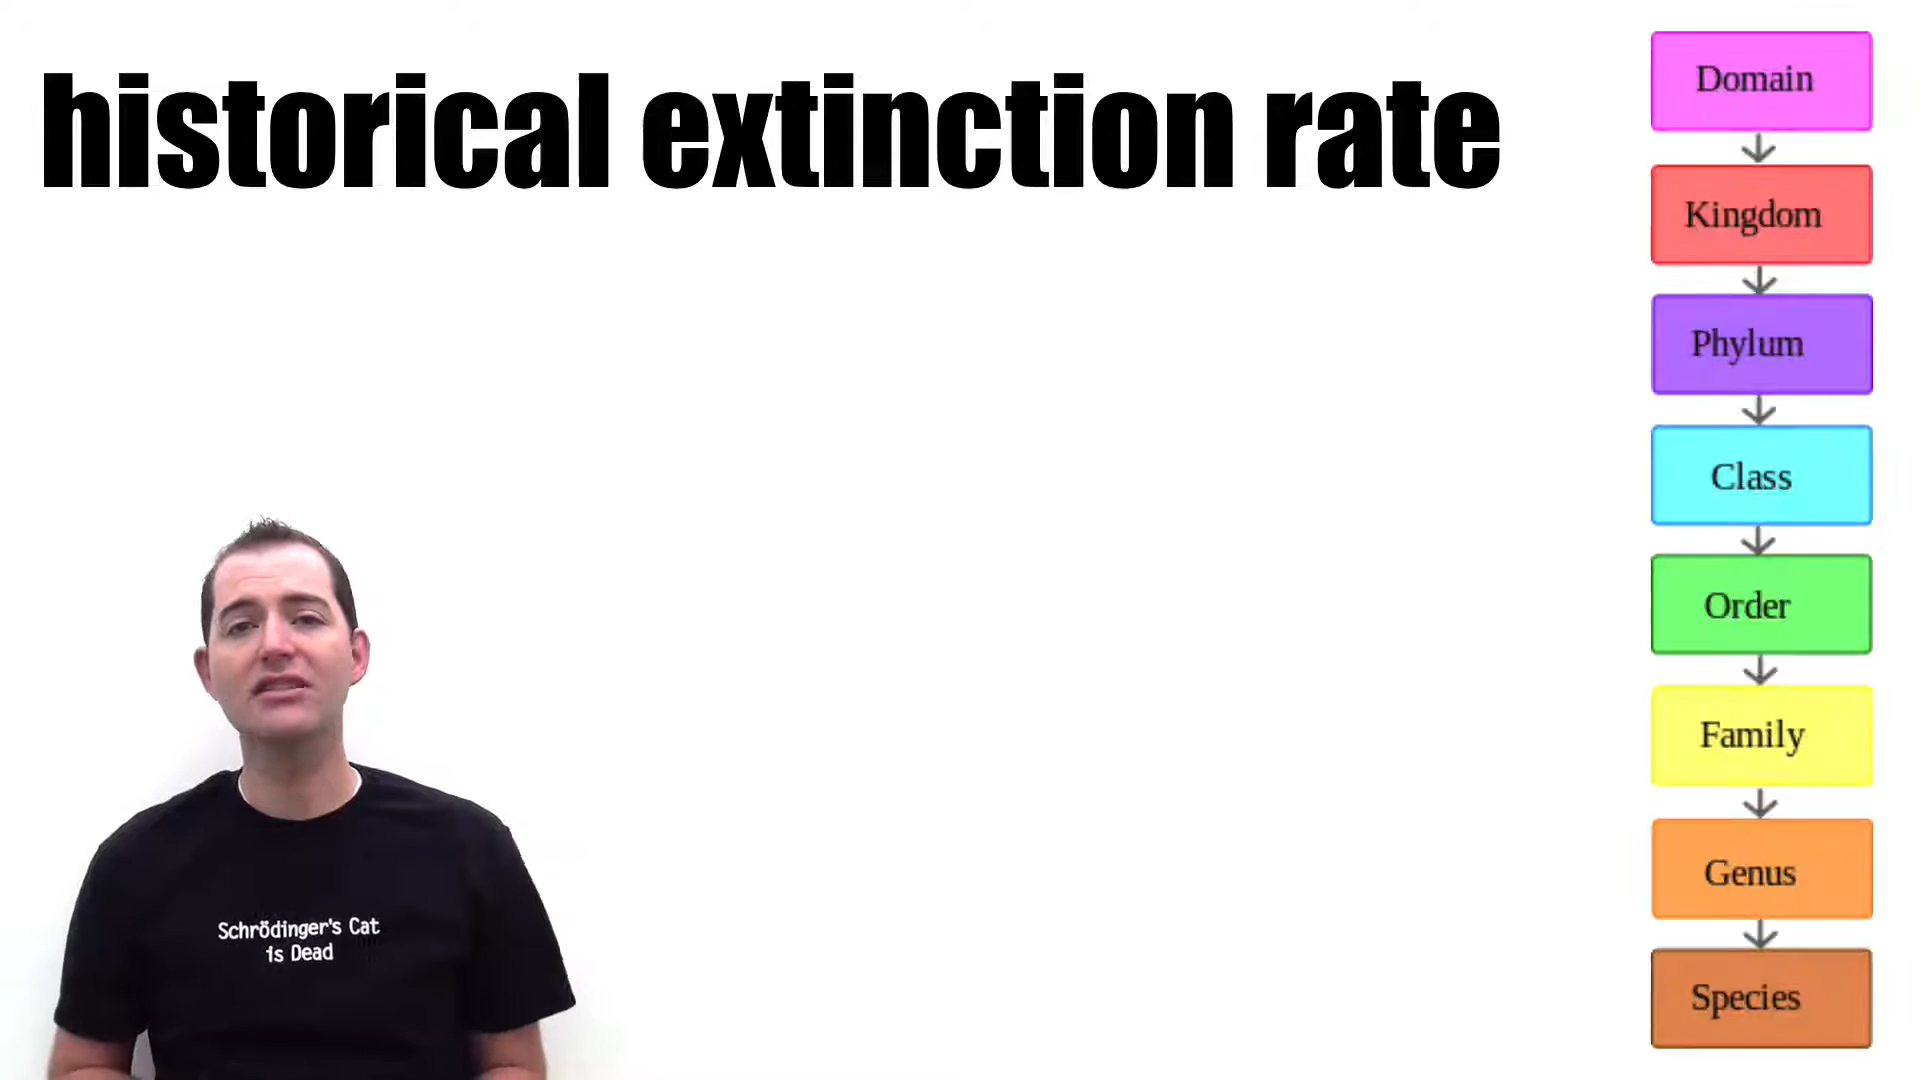 historical extinction rate
Domain
Kingdom
Phylum
Class
Order
Family
Genus
Species
Schrödinger's Cat
is Dead